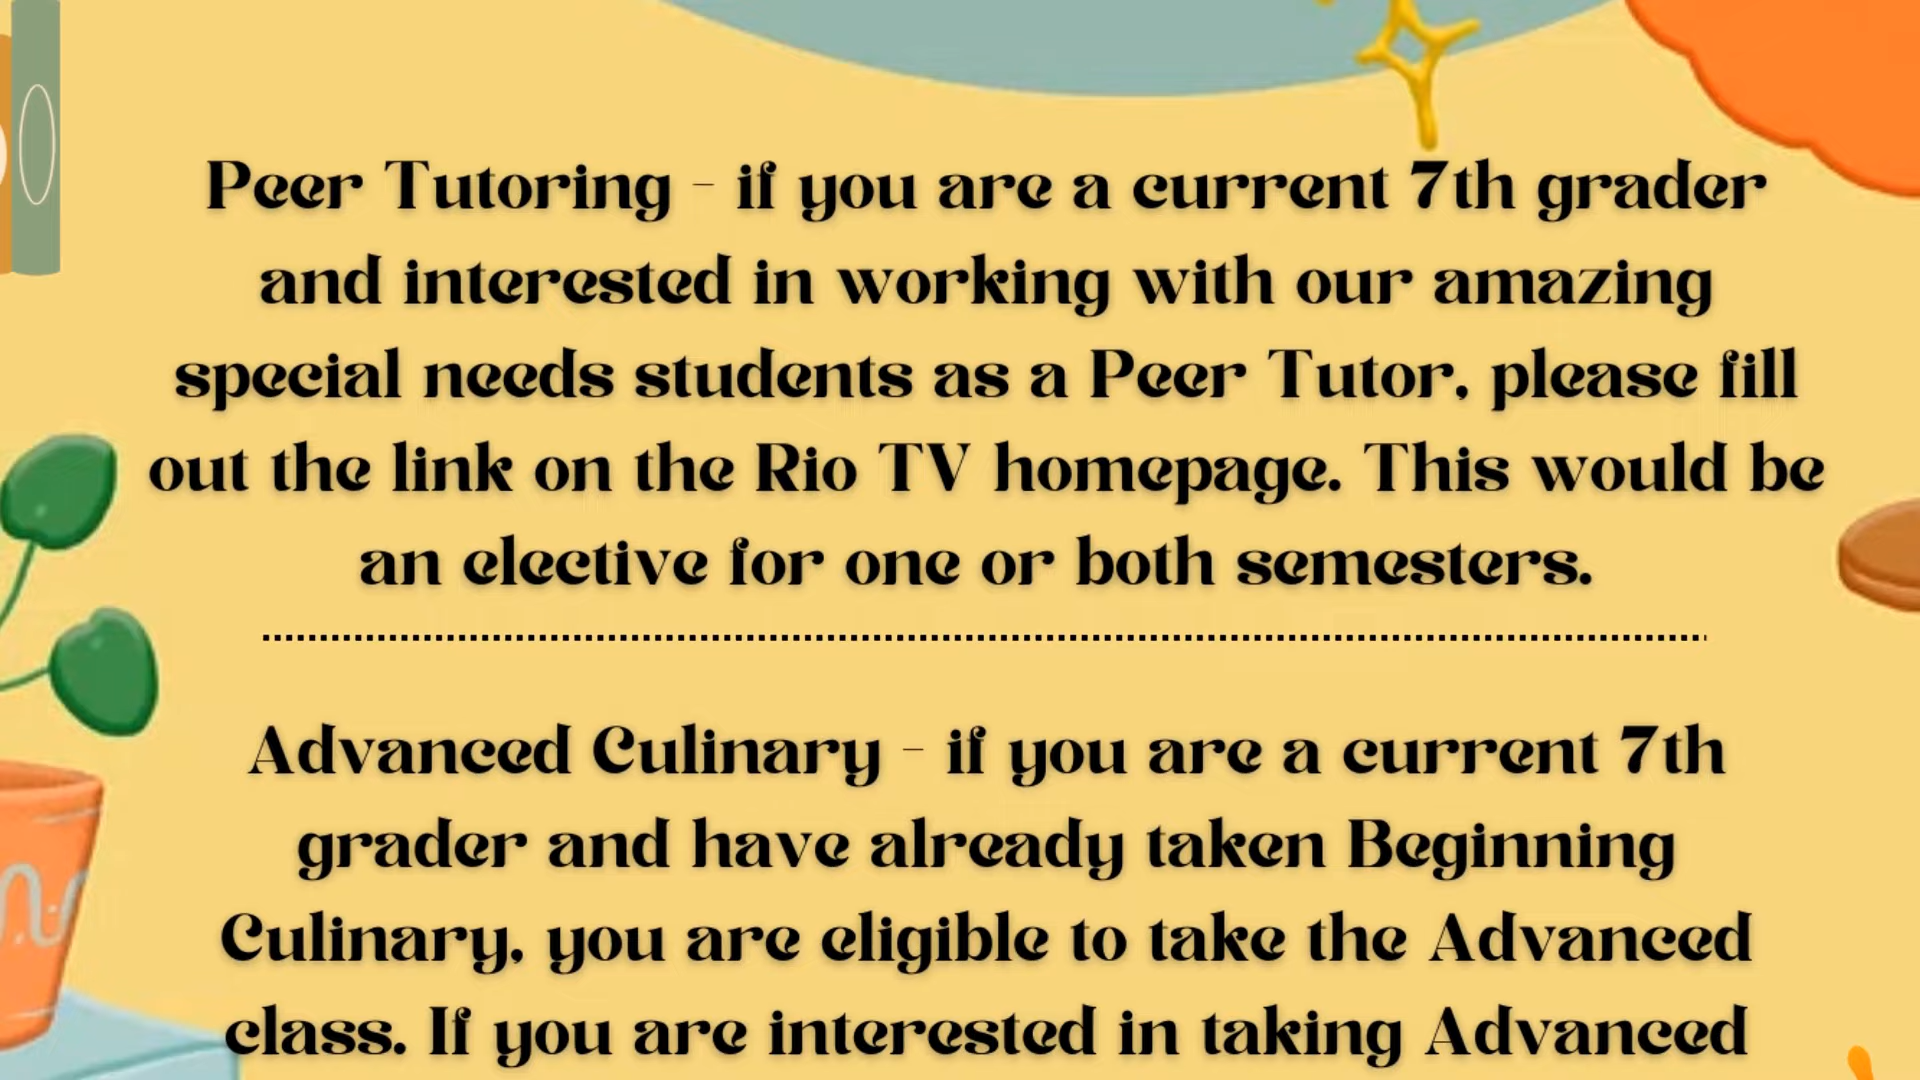 Peer Tutoring - if you are a current 7th grader
and interested in working with our amazing
special needs students as a Peer Tutor, please fill
out the link on the Rio TV homepage. This would be
an elective for one or both semesters.
Advanced Culinary - if you are a current 7th
grader and have already taken Beginning
Culinary, you are eligible to take the Advanced
class. If you are interested in taking Advanced